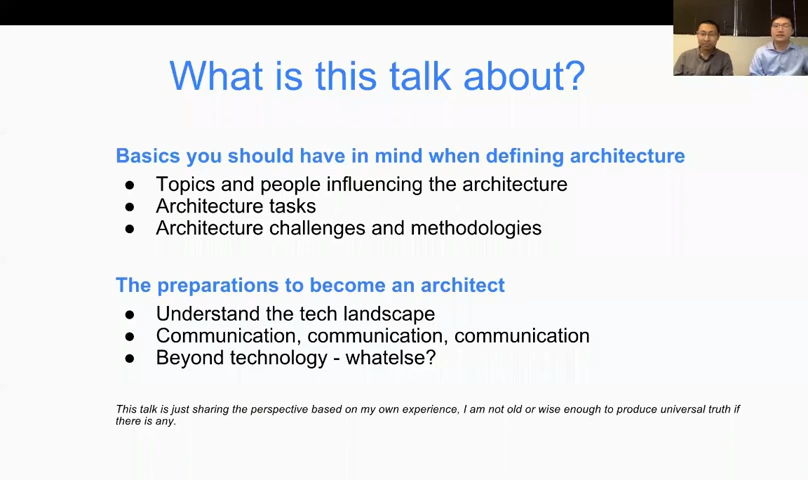 What is this talk about?
Basics you should have in mind when defining architecture
● Topics and people influencing the architecture
● Architecture tasks
● Architecture challenges and methodologies
The preparations to become an architect
● Understand the tech landscape
● Communication, communication, communication
● Beyond technology - whatelse?
This talk is just sharing the perspective based on my own experience, I am not old or wise enough to produce universal truth if
there is any.